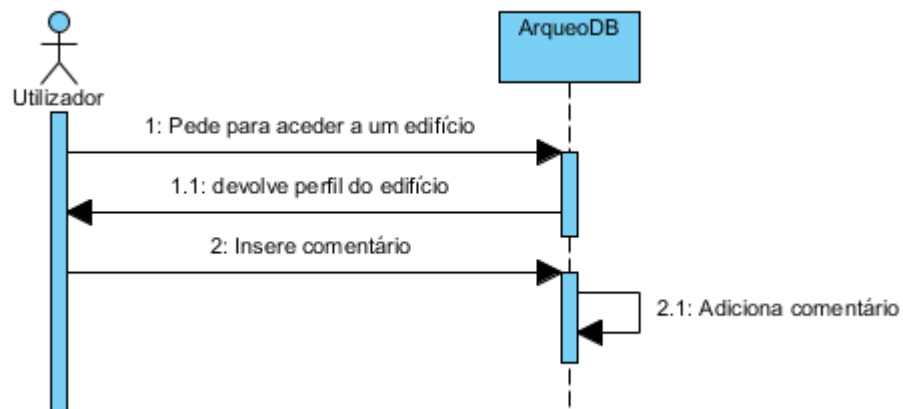 ArqueoDB
Utilizador
1: Pede para aceder a um edifício
1.1: devolve perfil do edifício
2: Insere comentário
2.1: Adiciona comentário